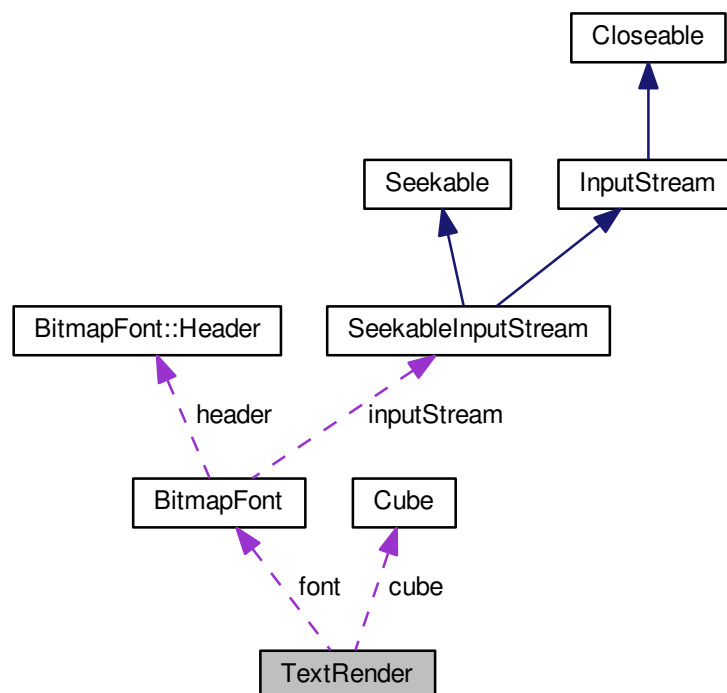 Closeable
Seekable
InputStream
BitmapFont::Header
SeekableInputStream
header
inputStream
BitmapFont
Cube
font
cube
TextRender